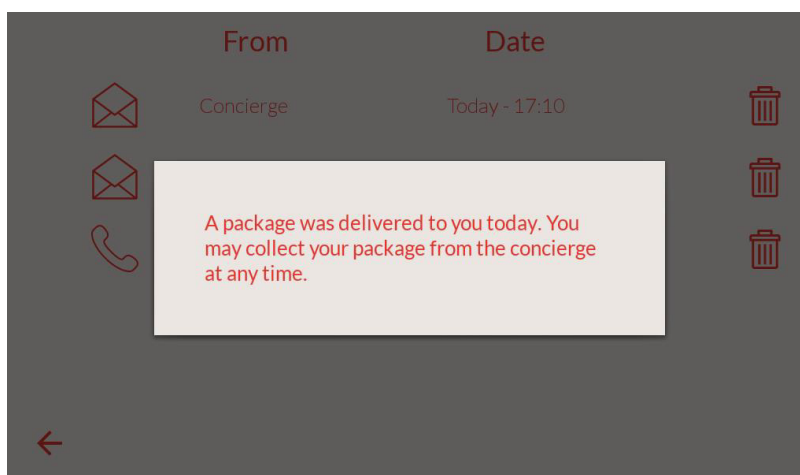 From Date
Concierge Today - 17:10
A package was delivered to you today. You
may collect your package from the concierge
at any time.